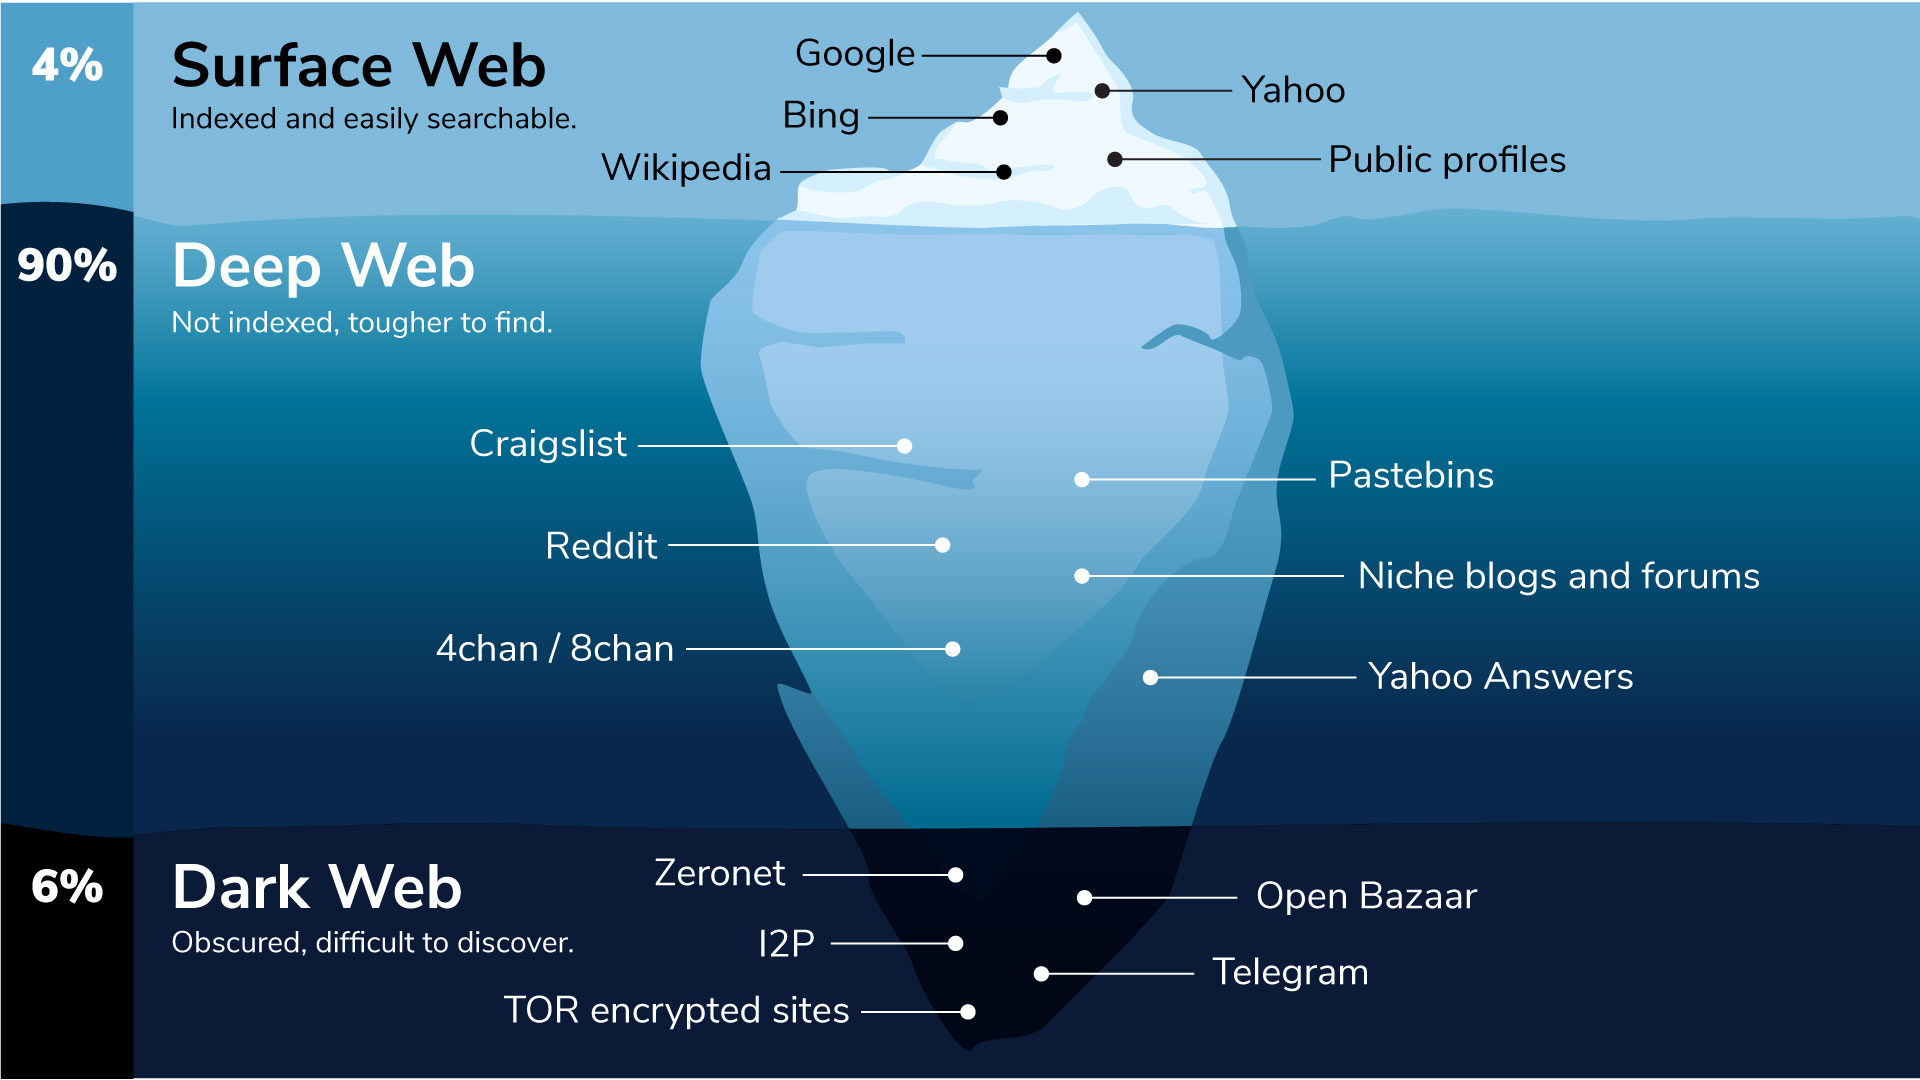 4%
Surface Web
Indexed and easily searchable.
Google
Yahoo
Bing
Public profiles
Wikipedia
90%
Deep Web
Not indexed, tougher to find.
Craigslist
Pastebins
Reddit
Niche blogs and forums
4chan / 8chan
Yahoo Answers
6%
Dark Web
Obscured, difficult to discover.
Zeronet
Open Bazaar
I2P
Telegram
TOR encrypted sites